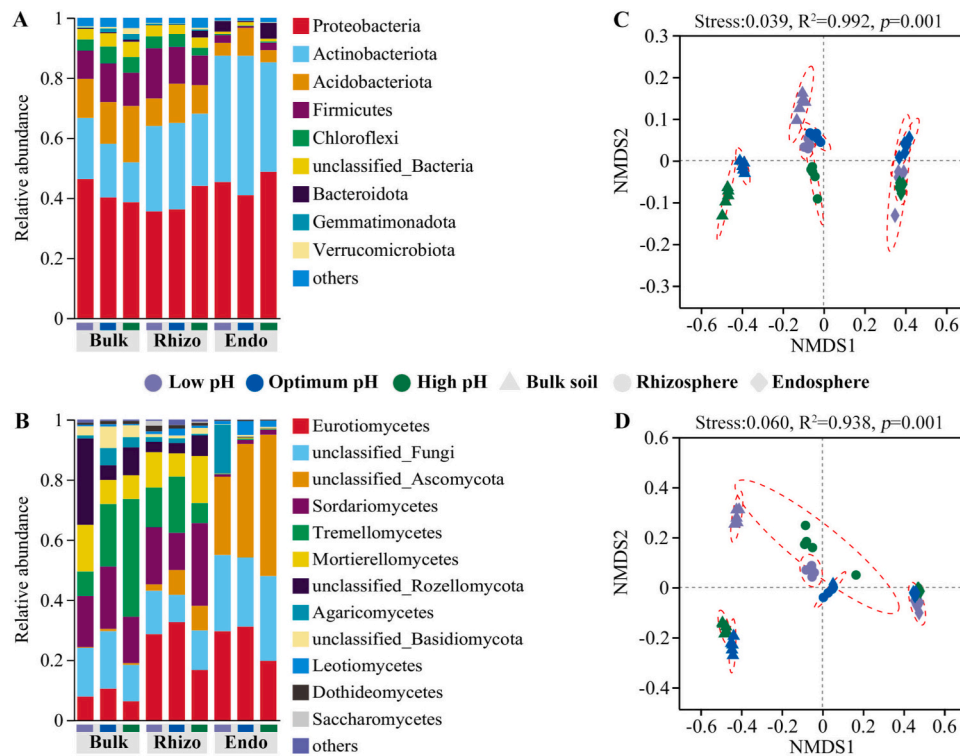 A
Relative abundance
1
0.8
0.6
0.4
0.2
0
Bulk Rhizo Endo
Proteobacteria
Actinobacteriota
Acidobacteriota
Firmicutes
Chloroflexi
unclassified_Bacteria
Bacteroidota
Gemmatimonadota
Verrucomicrobiota
others
C
Stress:0.039, R²=0.992, p=0.001
NMDS2
0.3
0.2
0.1
0
-0.1
-0.2
-0.3
-0.6 -0.4 -0.2 0 0.2 0.4 0.6
NMDS1
Low pH Optimum pH High pH Bulk soil Rhizosphere Endosphere
B
Relative abundance
1
0.8
0.6
0.4
0.2
0
Bulk Rhizo Endo
Eurotiomycetes
unclassified_Fungi
unclassified_Ascomycota
Sordariomycetes
Tremellomycetes
Mortierellomycetes
unclassified_Rozellomycota
Agaricomycetes
unclassified_Basidiomycota
Leotiomycetes
Dothideomycetes
Saccharomycetes
others
D
Stress:0.060, R²=0.938, p=0.001
NMDS2
0.6
0.4
0.2
0
-0.2
-0.4
-0.6 -0.4 -0.2 0 0.2 0.4 0.6
NMDS1